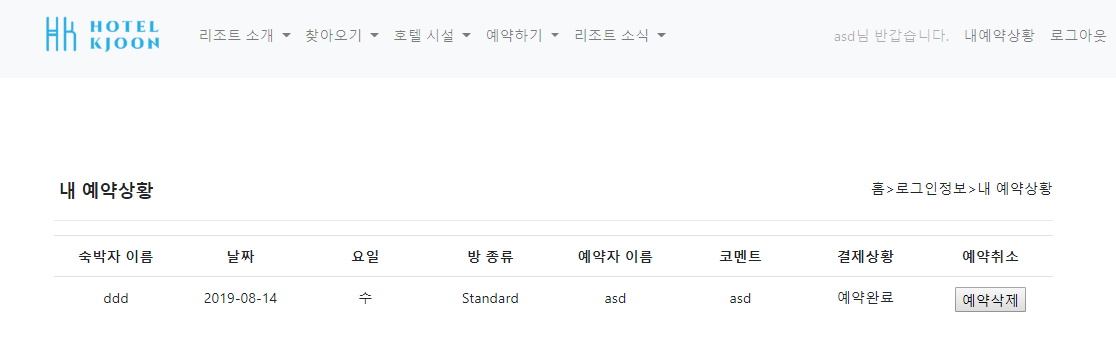 HOTEL
KJOON
리조트 소개 찾아오기 호텔 시설 예약하기 리조트 소식 asd님 반갑습니다. 내예약상황 로그아웃
내 예약상황 홈>로그인정보>내 예약상황
숙박자 이름 날짜 요일 방 종류 예약자 이름 코멘트 결제상황 예약취소
ddd 2019-08-14 수 Standard asd asd 예약완료 예약삭제